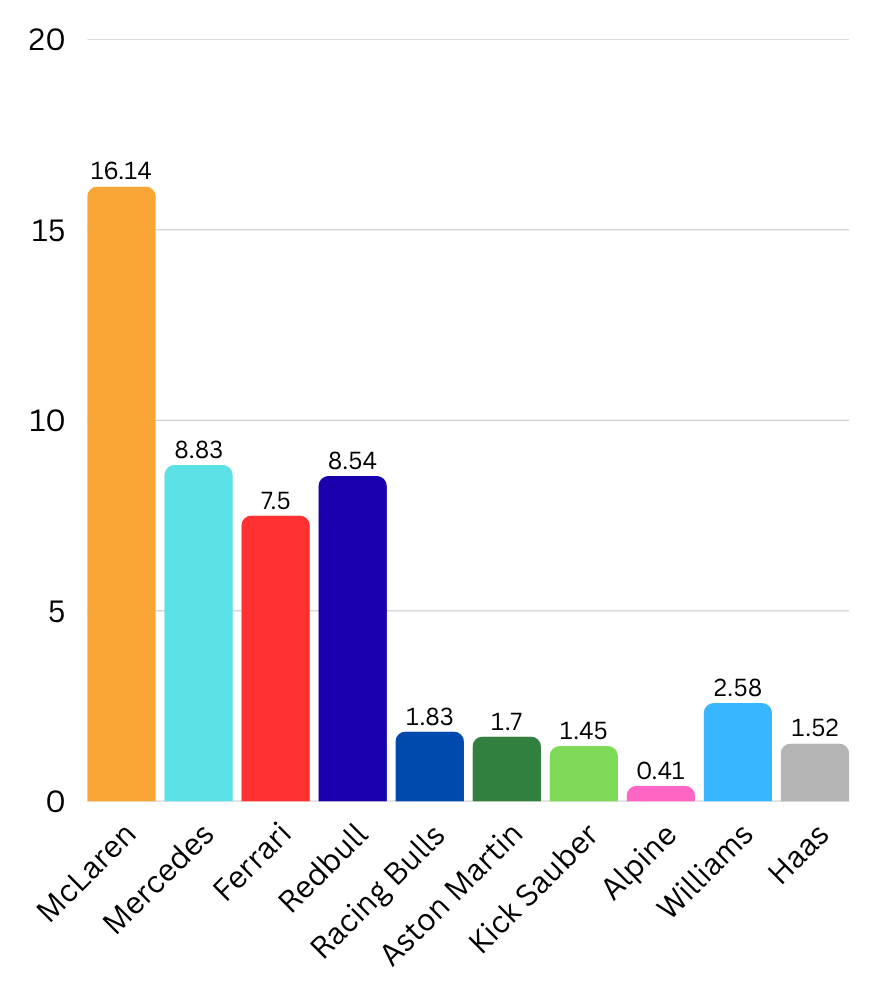 20
16.14
15
10
8.83
8.54
7.5
5
2.58
1.83
1.7
1.45
1.52
0.41
0
McLaren
Mercedes
Ferrari
Redbull
Racing Bulls
Aston Martin
Kick Sauber
Alpine
Williams
Haas